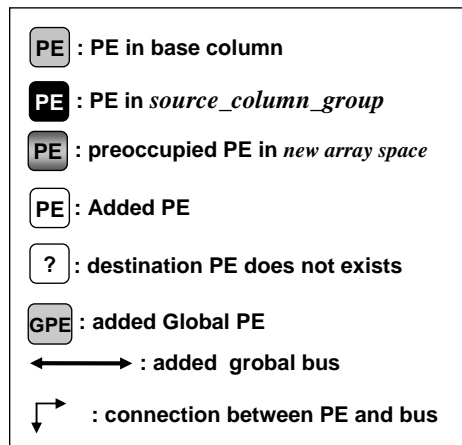 PE : PE in base column
PE : PE in source_column_group
PE : preoccupied PE in new array space
PE : Added PE
? : destination PE does not exists
GPE : added Global PE
: added grobal bus
: connection between PE and bus